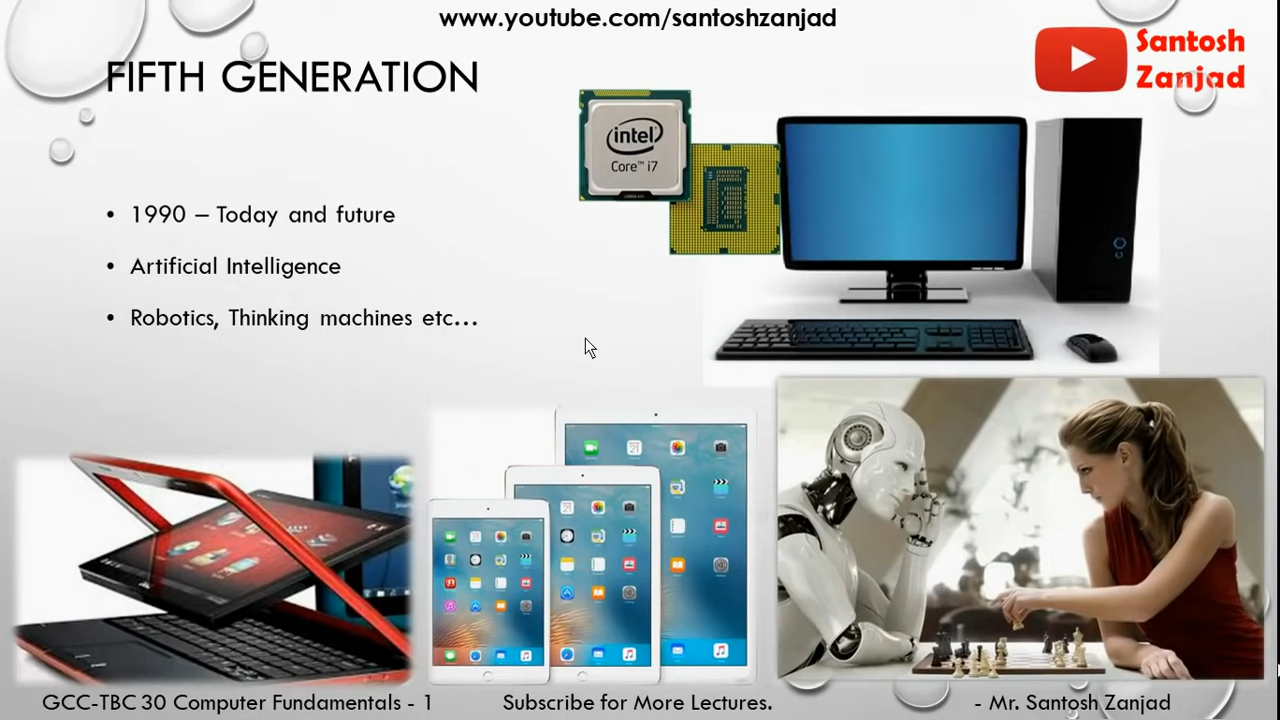 www.youtube.com/santoshzanjad
Santosh
Zanjad
FIFTH GENERATION
intel
Core™ i7
• 1990 – Today and future
• Artificial Intelligence
• Robotics, Thinking machines etc...
GCC-TBC 30 Computer Fundamentals - 1
Subscribe for More Lectures.
- Mr. Santosh Zanjad